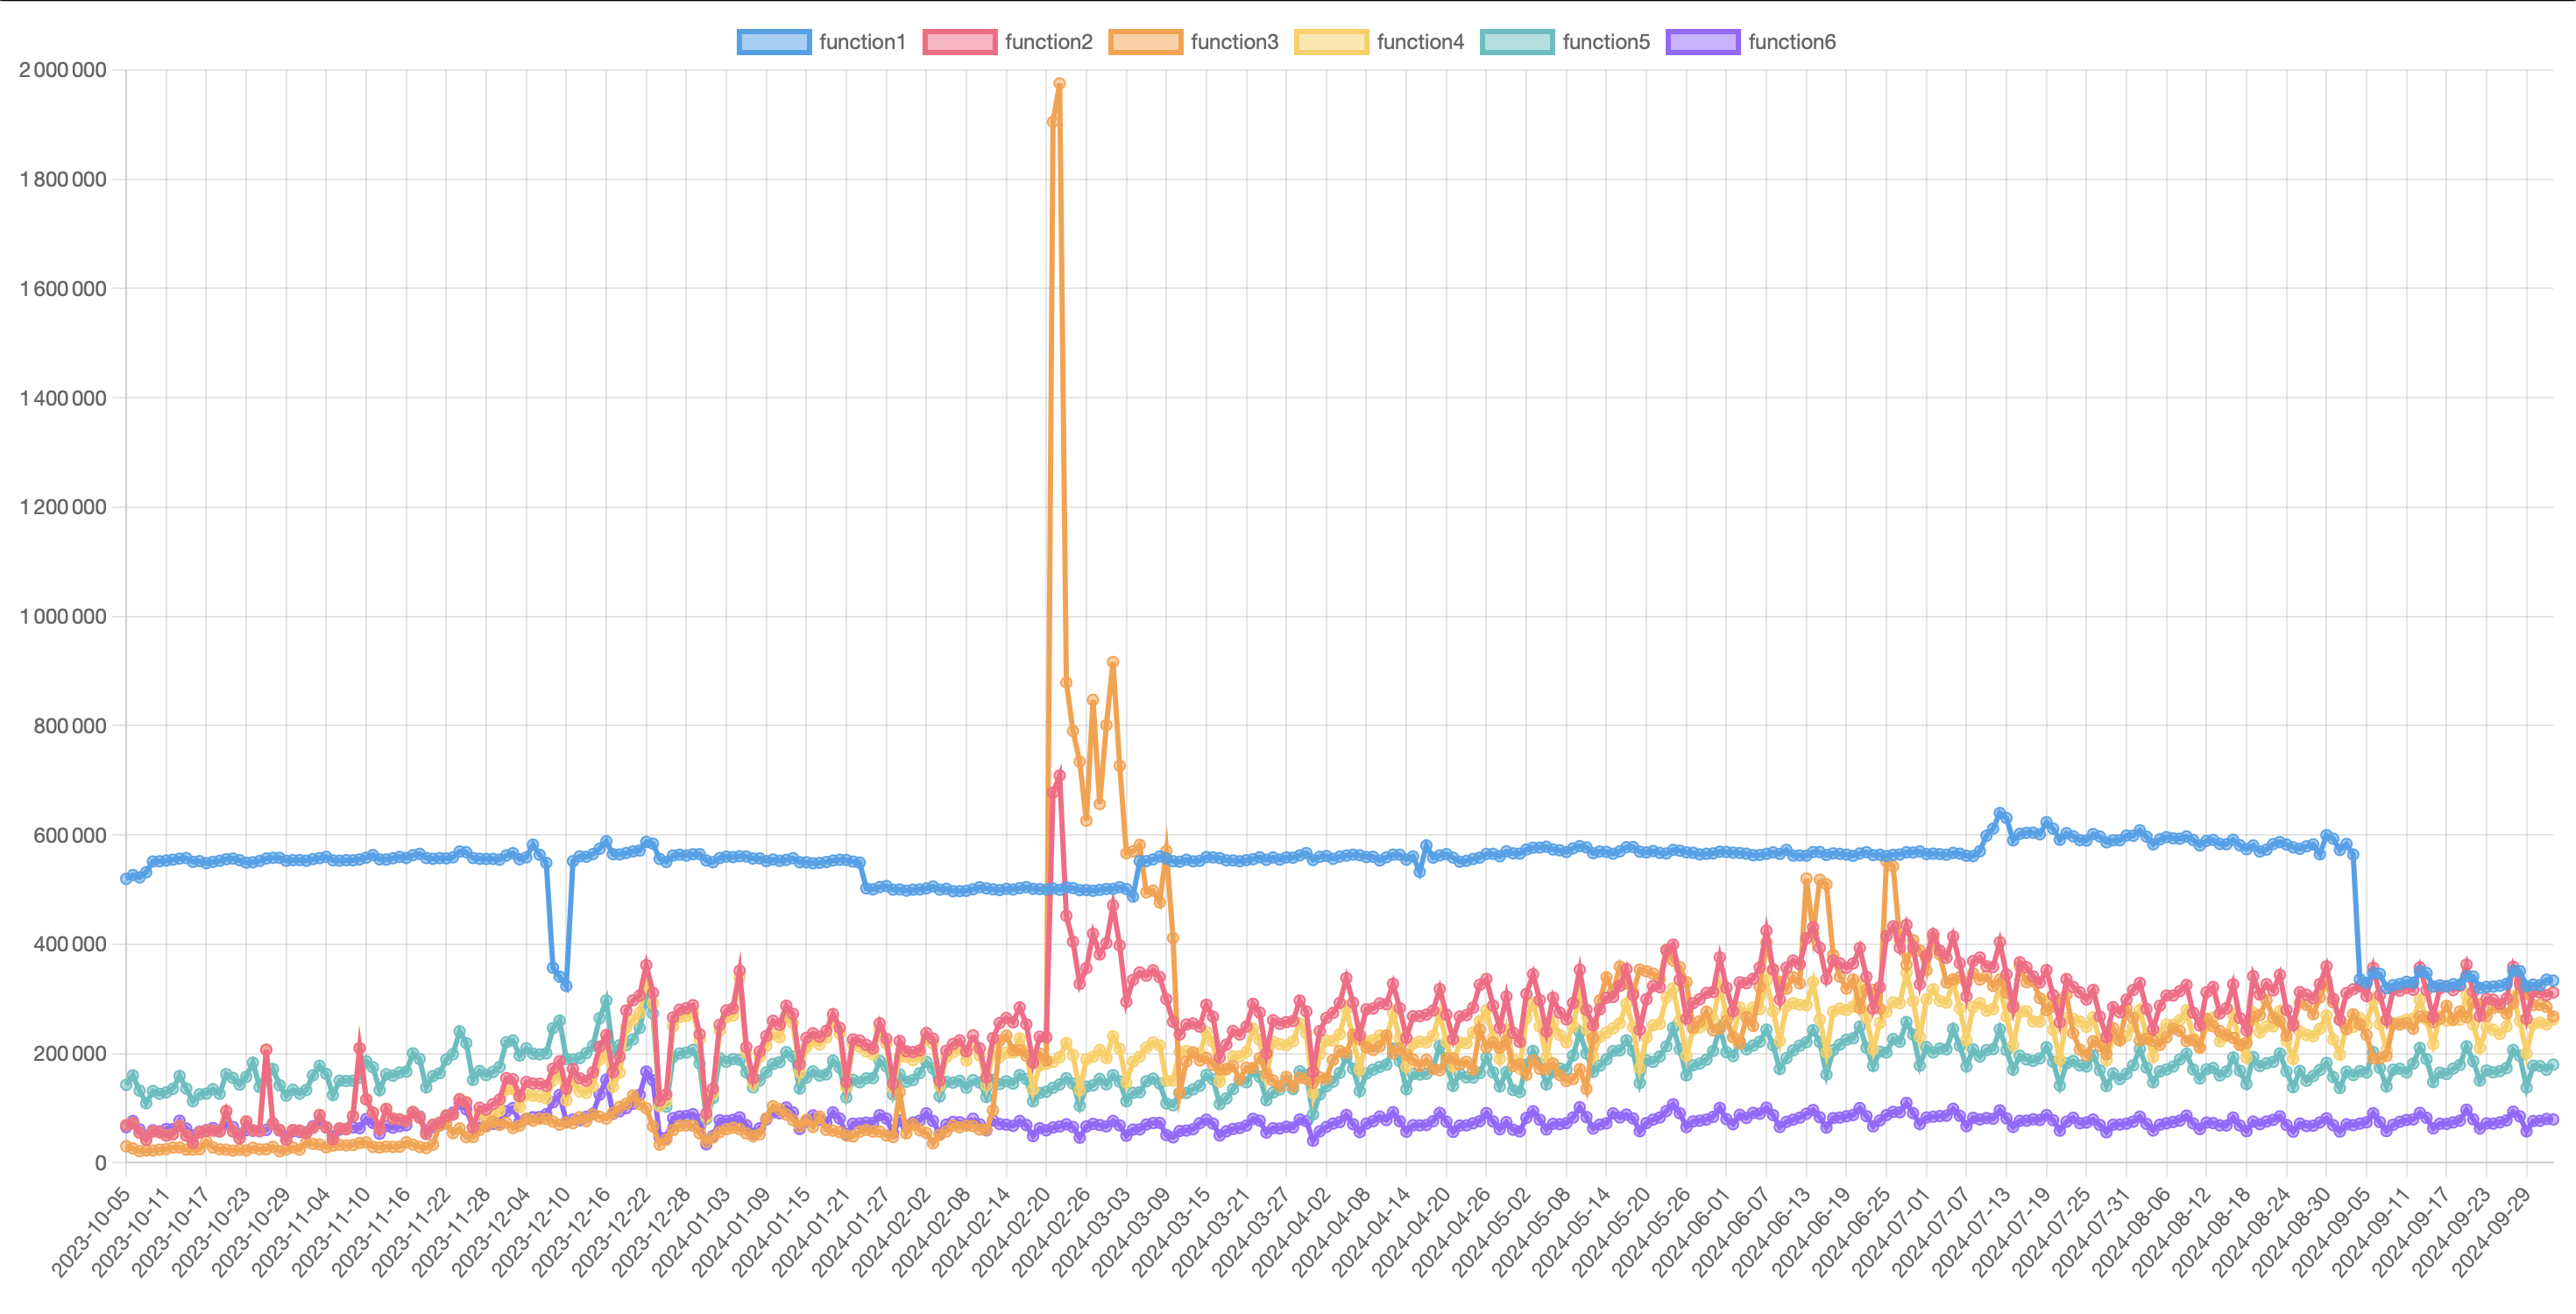 function1 function2 function3 function4 function5 function6
2 000 000
1 800 000
1 600 000
1 400 000
1 200 000
1 000 000
800 000
600 000
400 000
200 000
0
2023-10-05 2023-10-11 2023-10-17 2023-10-23 2023-10-29 2023-11-04 2023-11-10 2023-11-16 2023-11-22 2023-11-28 2023-12-04 2023-12-10 2023-12-16 2023-12-22 2023-12-28 2024-01-03 2024-01-09 2024-01-15 2024-01-21 2024-01-27 2024-02-02 2024-02-08 2024-02-14 2024-02-20 2024-02-26 2024-03-03 2024-03-09 2024-03-15 2024-03-21 2024-03-27 2024-04-02 2024-04-08 2024-04-14 2024-04-20 2024-04-26 2024-05-02 2024-05-08 2024-05-14 2024-05-20 2024-05-26 2024-06-01 2024-06-07 2024-06-13 2024-06-19 2024-06-25 2024-07-01 2024-07-07 2024-07-13 2024-07-19 2024-07-25 2024-07-31 2024-08-06 2024-08-12 2024-08-18 2024-08-24 2024-08-30 2024-09-05 2024-09-11 2024-09-17 2024-09-23 2024-09-29